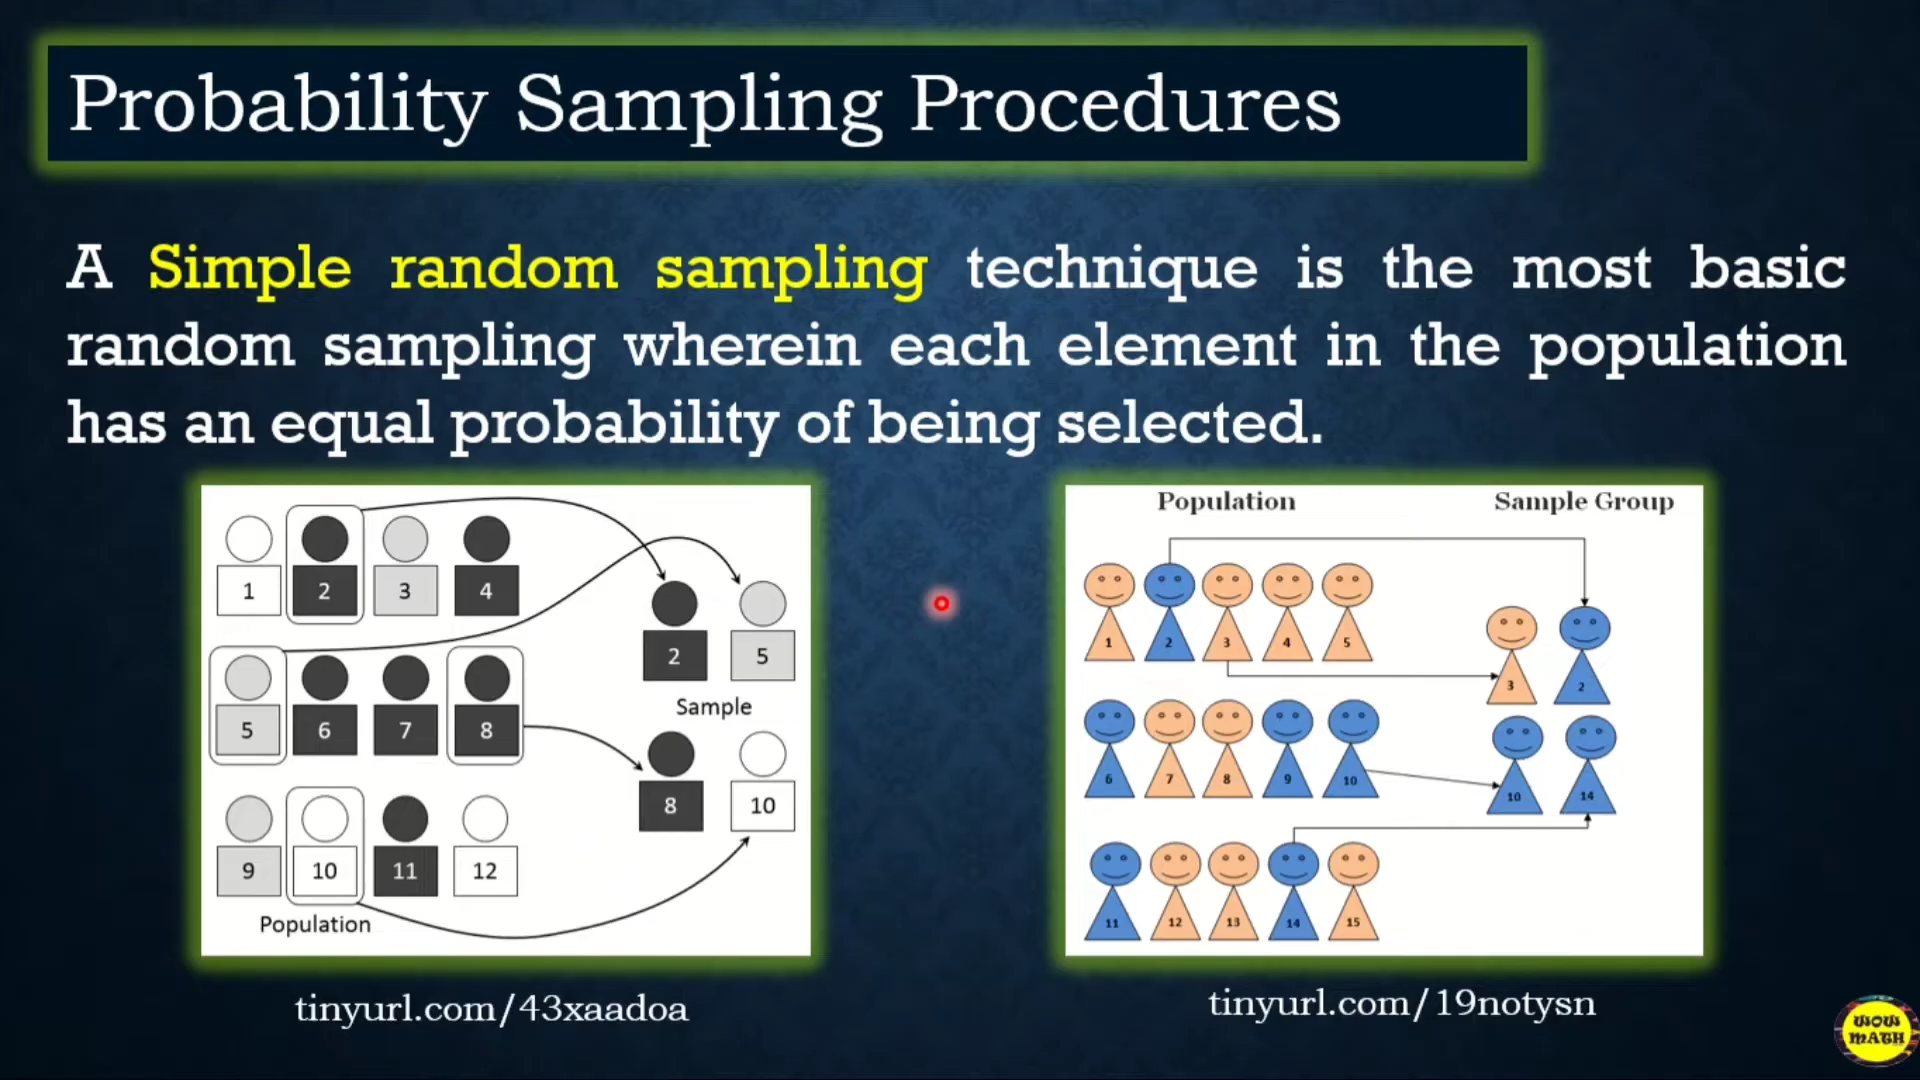 Probability Sampling Procedures
A Simple random sampling technique is the most basic
random sampling wherein each element in the population
has an equal probability of being selected.
1 2 3 4
2 5
Sample
5 6 7 8
8 10
9 10 11 12
Population
tinyurl.com/43xaadoa
Population Sample Group
1 2 3 4 5
3 2
6 7 8 9 10
10 14
11 12 13 14 15
tinyurl.com/19notysn
WOW
MATH